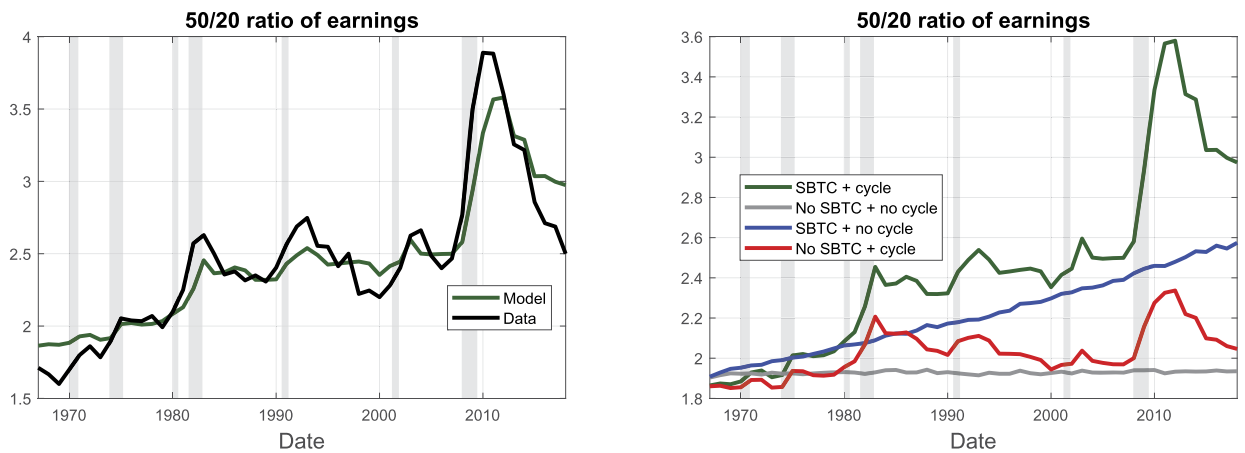 50/20 ratio of earnings
4
3.5
3
2.5
2
1.5
1970
1980
1990
2000
2010
Date
Model
Data
50/20 ratio of earnings
3.6
3.4
3.2
3
2.8
2.6
2.4
2.2
2
1.8
1970
1980
1990
2000
2010
Date
SBTC + cycle
No SBTC + no cycle
SBTC + no cycle
No SBTC + cycle